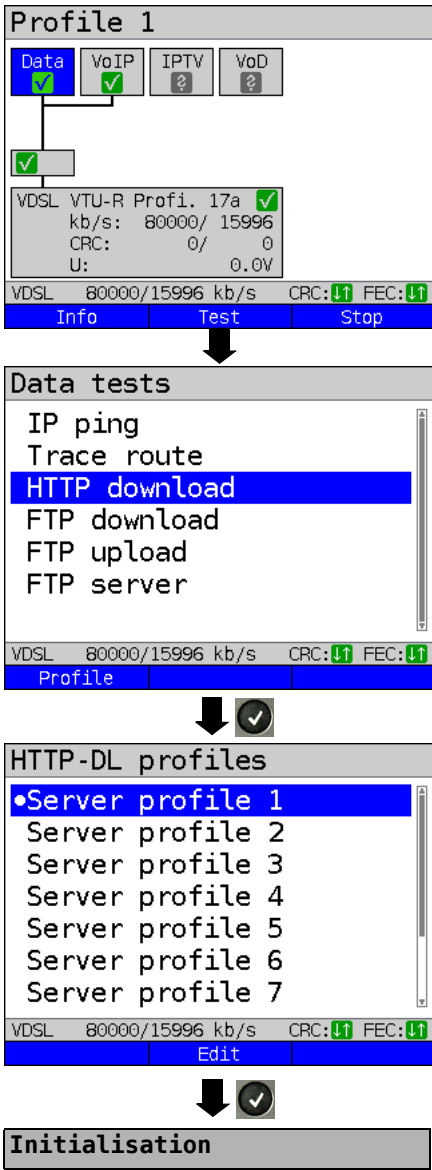 Profile 1
Data VoIP IPTV VoD
VDSL VTU-R Profi. 17a
kb/s: 80000/ 15996
CRC: 0/ 0
U: 0.0V
VDSL 80000/15996 kb/s CRC: FEC:
Info Test Stop
Data tests
IP ping
Trace route
HTTP download
FTP download
FTP upload
FTP server
VDSL 80000/15996 kb/s CRC: FEC:
Profile
HTTP-DL profiles
•Server profile 1
Server profile 2
Server profile 3
Server profile 4
Server profile 5
Server profile 6
Server profile 7
VDSL 80000/15996 kb/s CRC: FEC:
Edit
Initialisation